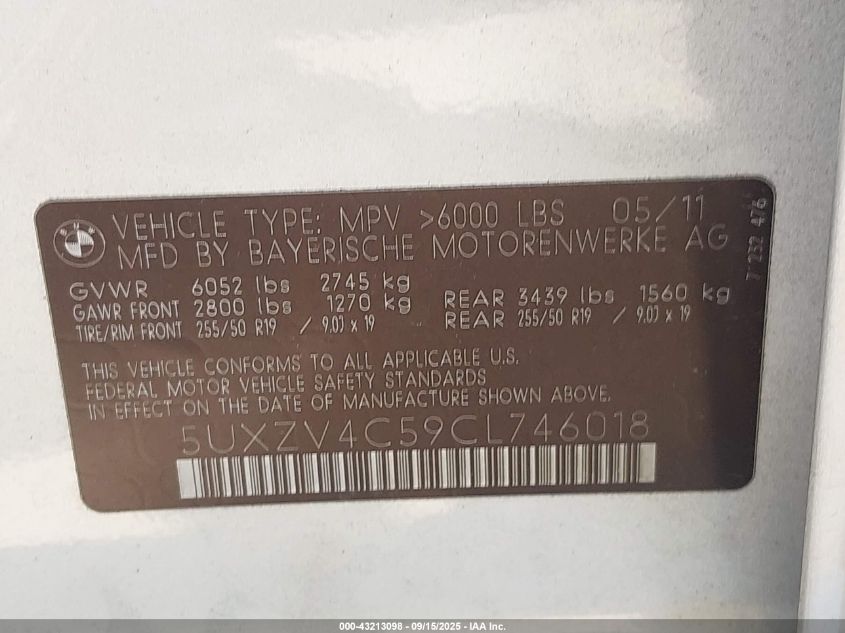 VEHICLE TYPE: MPV >6000 LBS 05/11
MFD BY BAYERISCHE MOTORENWERKE AG
GVWR 6052 lbs 2745 kg
GAWR FRONT 2800 lbs 1270 kg REAR 3439 lbs 1560 kg
TIRE/RIM FRONT 255/50 R19 / 9.0J x 19 REAR 255/50 R19 / 9.0J x 19
THIS VEHICLE CONFORMS TO ALL APPLICABLE U.S.
FEDERAL MOTOR VEHICLE SAFETY STANDARDS
IN EFFECT ON THE DATE OF MANUFACTURE SHOWN ABOVE.
5UXZV4C59CL746018
7 232 476
000-43213098 - 09/15/2025 - IAA Inc.